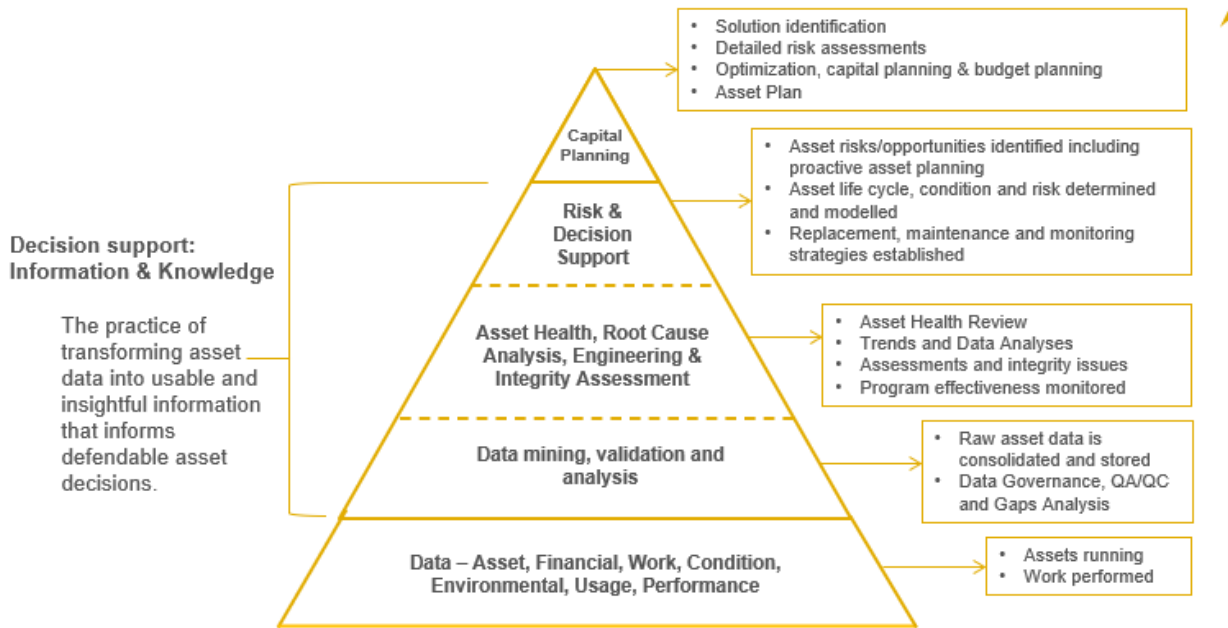 • Solution identification
• Detailed risk assessments
• Optimization, capital planning & budget planning
• Asset Plan
Capital
Planning
• Asset risks/opportunities identified including
proactive asset planning
• Asset life cycle, condition and risk determined
and modelled
• Replacement, maintenance and monitoring
strategies established
Risk &
Decision
Support
Decision support:
Information & Knowledge
The practice of
transforming asset
data into usable and
insightful information
that informs
defendable asset
decisions.
Asset Health, Root Cause
Analysis, Engineering &
Integrity Assessment
• Asset Health Review
• Trends and Data Analyses
• Assessments and integrity issues
• Program effectiveness monitored
Data mining, validation and
analysis
• Raw asset data is
consolidated and stored
• Data Governance, QA/QC
and Gaps Analysis
Data – Asset, Financial, Work, Condition,
Environmental, Usage, Performance
• Assets running
• Work performed